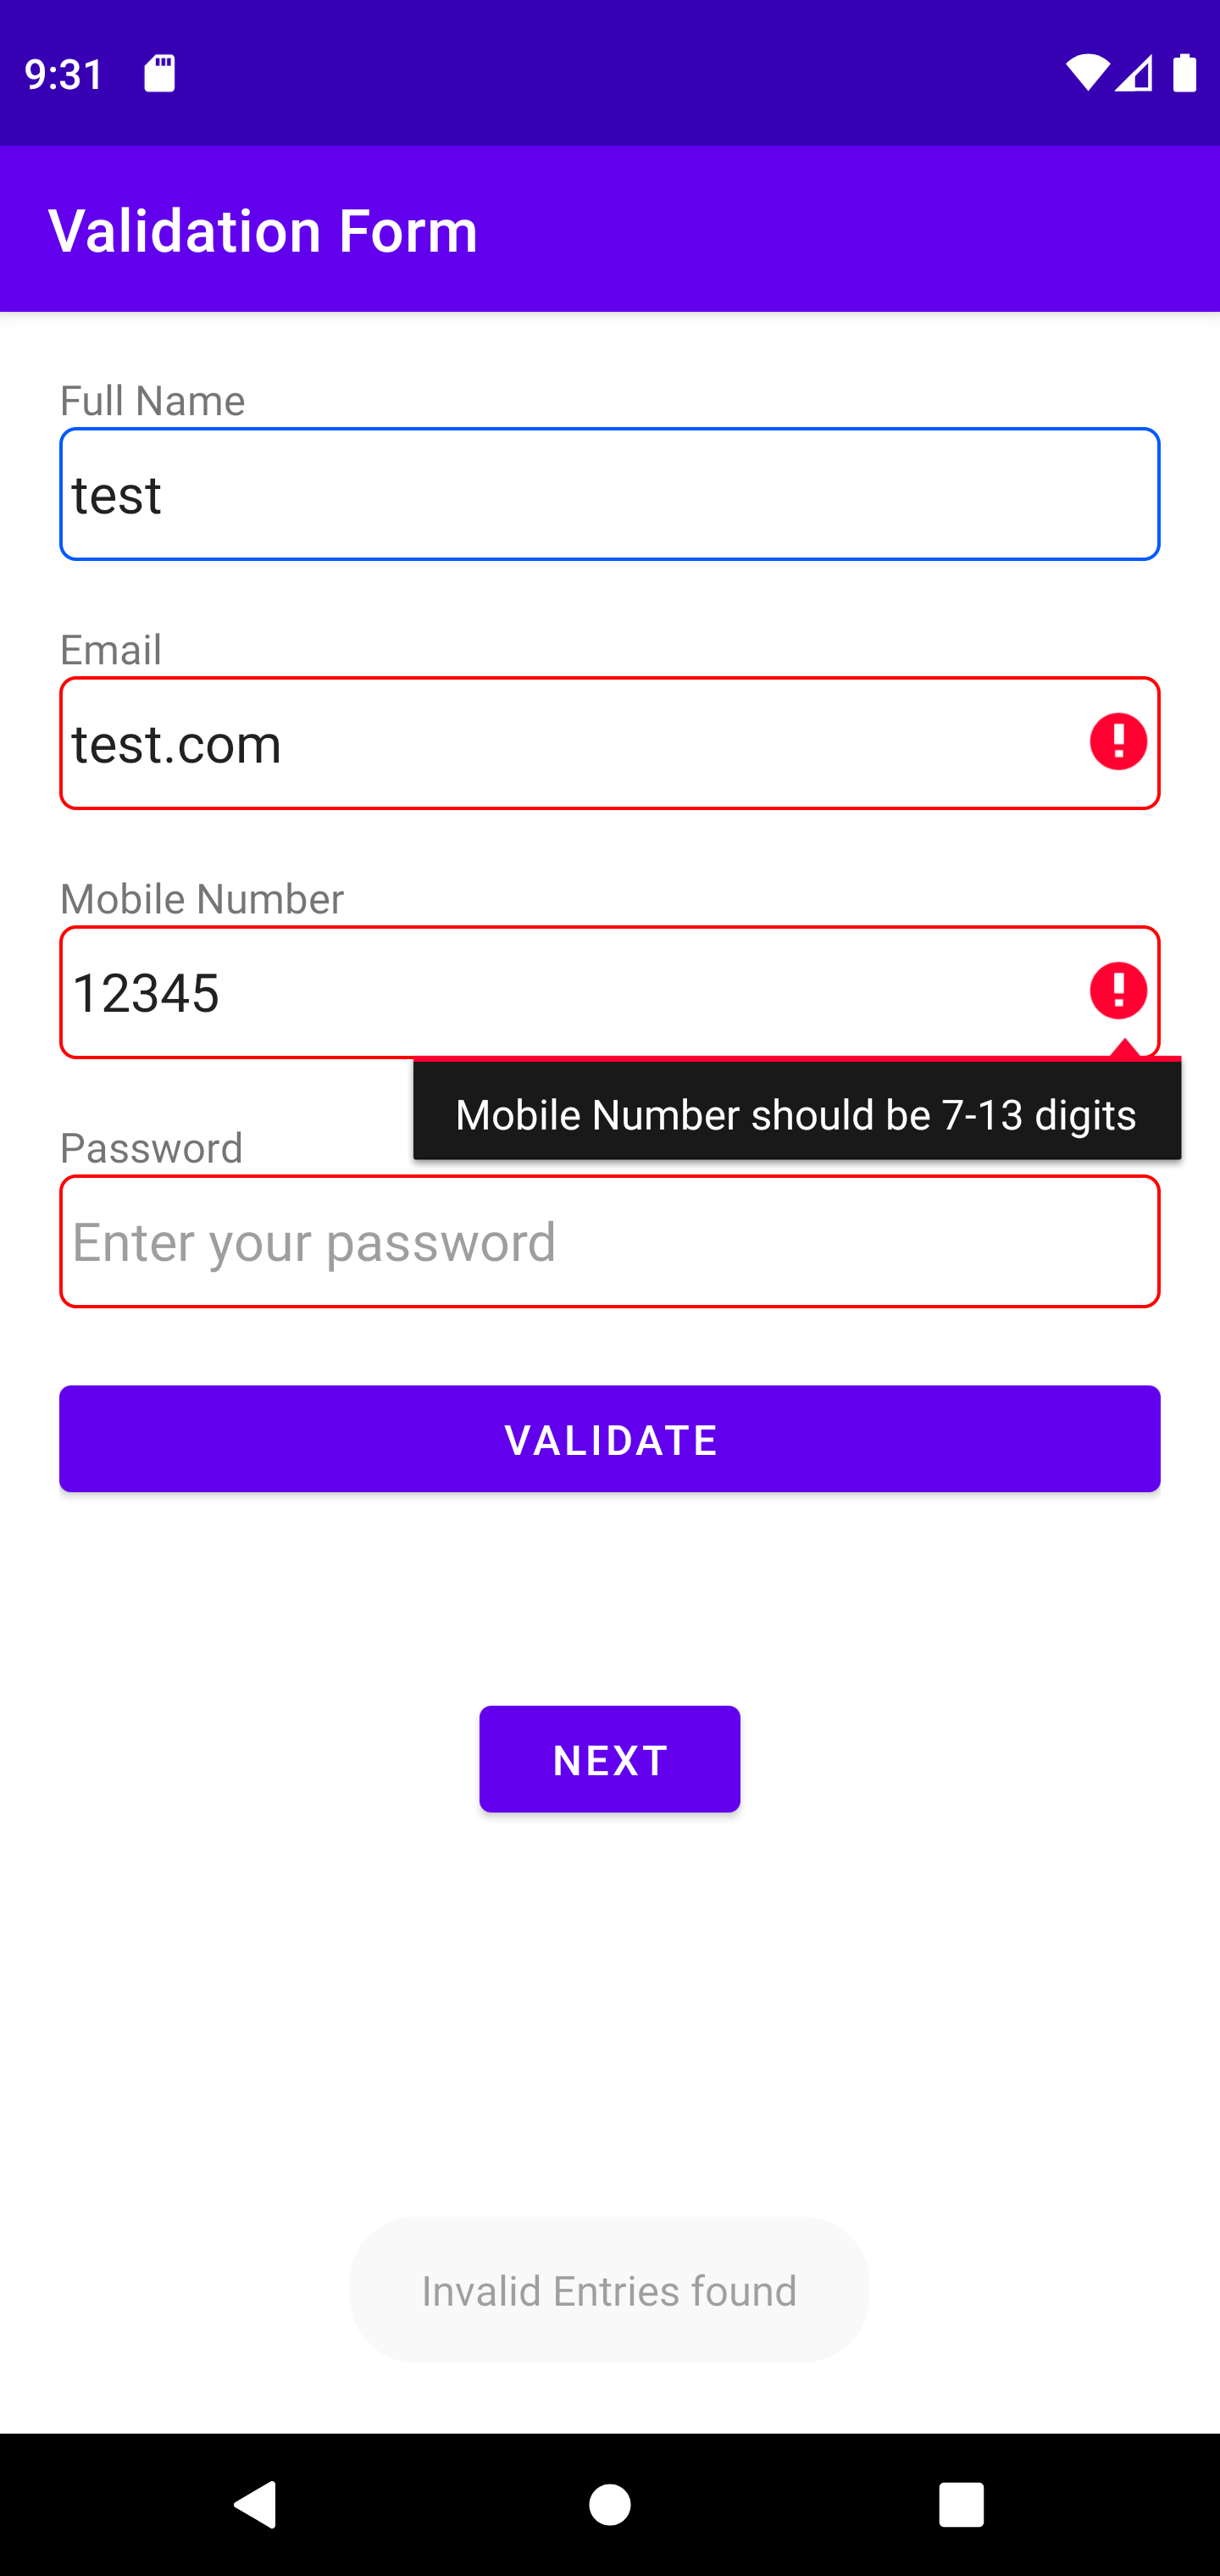 9:31
Validation Form
Full Name
test
Email
test.com
Mobile Number
12345
Mobile Number should be 7-13 digits
Password
Enter your password
VALIDATE
NEXT
Invalid Entries found